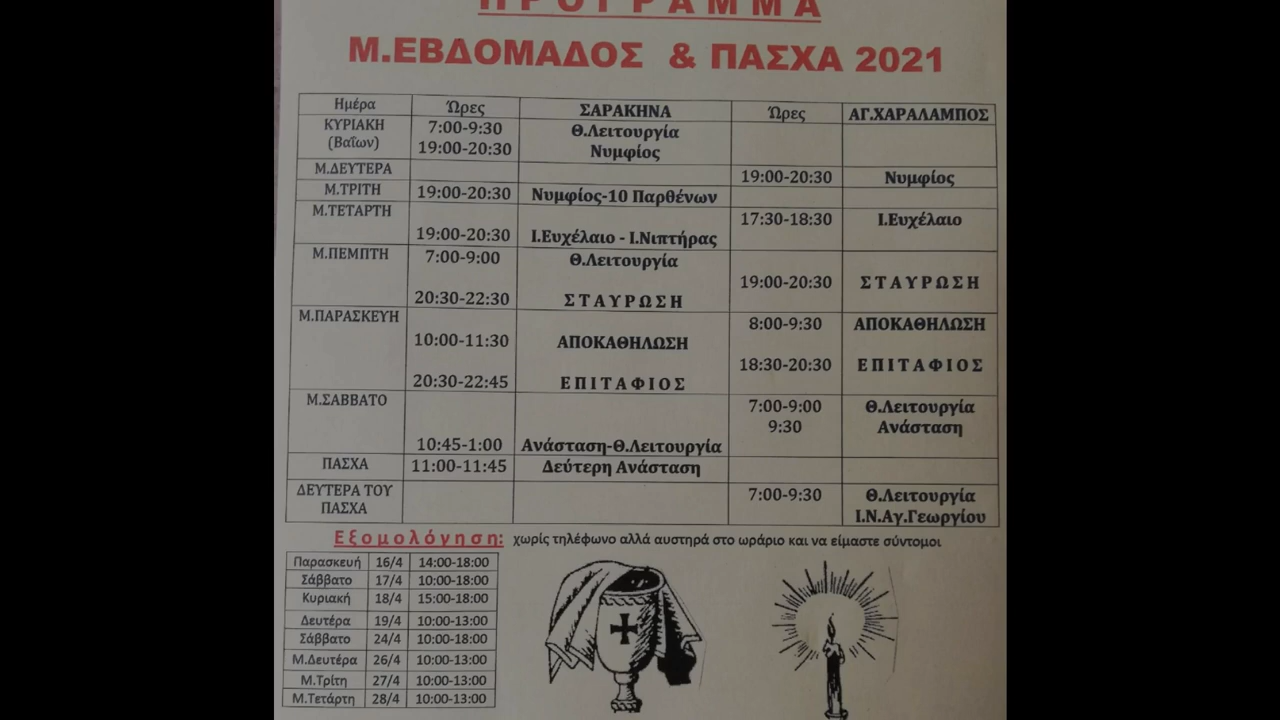 ΠΡΟΓΡΑΜΜΑ
Μ.ΕΒΔΟΜΑΔΟΣ & ΠΑΣΧΑ 2021
Ημέρα Ώρες ΣΑΡΑΚΗΝΑ Ώρες ΑΓ.ΧΑΡΑΛΑΜΠΟΣ
ΚΥΡΙΑΚΗ 7:00-9:30 Θ.Λειτουργία
(Βαΐων) 19:00-20:30 Νυμφίος
Μ.ΔΕΥΤΕΡΑ 19:00-20:30 Νυμφίος
Μ.ΤΡΙΤΗ 19:00-20:30 Νυμφίος-10 Παρθένων
Μ.ΤΕΤΑΡΤΗ 17:30-18:30 Ι.Ευχέλαιο
19:00-20:30 Ι.Ευχέλαιο - Ι.Νιπτήρας
Μ.ΠΕΜΠΤΗ 7:00-9:00 Θ.Λειτουργία
19:00-20:30 ΣΤΑΥΡΩΣΗ
20:30-22:30 ΣΤΑΥΡΩΣΗ
Μ.ΠΑΡΑΣΚΕΥΗ 8:00-9:30 ΑΠΟΚΑΘΗΛΩΣΗ
10:00-11:30 ΑΠΟΚΑΘΗΛΩΣΗ
18:30-20:30 ΕΠΙΤΑΦΙΟΣ
20:30-22:45 ΕΠΙΤΑΦΙΟΣ
Μ.ΣΑΒΒΑΤΟ 7:00-9:00 Θ.Λειτουργία
9:30 Ανάσταση
10:45-1:00 Ανάσταση-Θ.Λειτουργία
ΠΑΣΧΑ 11:00-11:45 Δεύτερη Ανάσταση
ΔΕΥΤΕΡΑ ΤΟΥ 7:00-9:30 Θ.Λειτουργία
ΠΑΣΧΑ Ι.Ν.Αγ.Γεωργίου
Εξομολόγηση: χωρίς τηλέφωνο αλλά αυστηρά στο ωράριο και να είμαστε σύντομοι
Παρασκευή 16/4 14:00-18:00
Σάββατο 17/4 10:00-18:00
Κυριακή 18/4 15:00-18:00
Δευτέρα 19/4 10:00-13:00
Σάββατο 24/4 10:00-18:00
Μ.Δευτέρα 26/4 10:00-13:00
Μ.Τρίτη 27/4 10:00-13:00
Μ.Τετάρτη 28/4 10:00-13:00